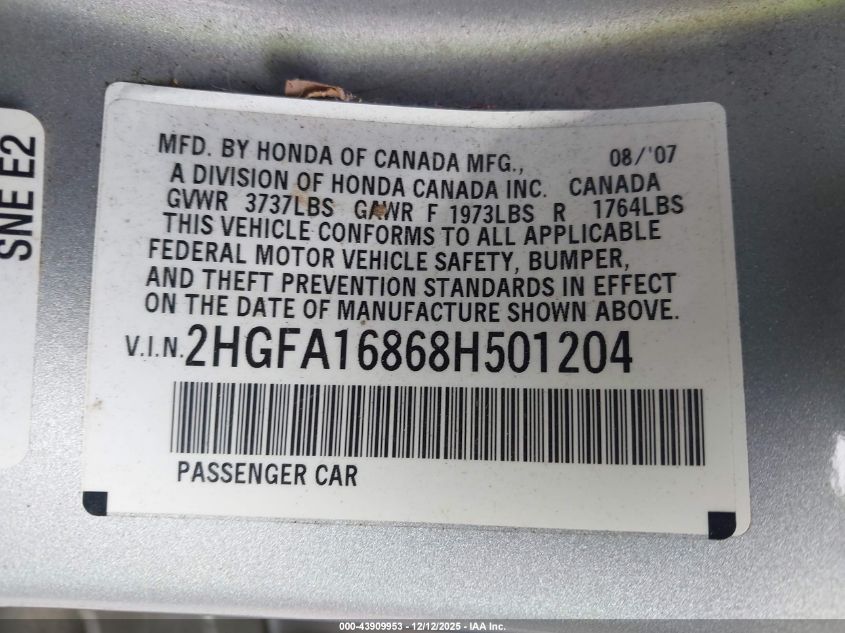 SNE E2
MFD. BY HONDA OF CANADA MFG., 08/'07
A DIVISION OF HONDA CANADA INC. CANADA
GVWR 3737LBS GAWR F 1973LBS R 1764LBS
THIS VEHICLE CONFORMS TO ALL APPLICABLE
FEDERAL MOTOR VEHICLE SAFETY, BUMPER,
AND THEFT PREVENTION STANDARDS IN EFFECT
ON THE DATE OF MANUFACTURE SHOWN ABOVE.
V.I.N. 2HGFA16868H501204
PASSENGER CAR
000-43909953 - 12/12/2025 - IAA Inc.